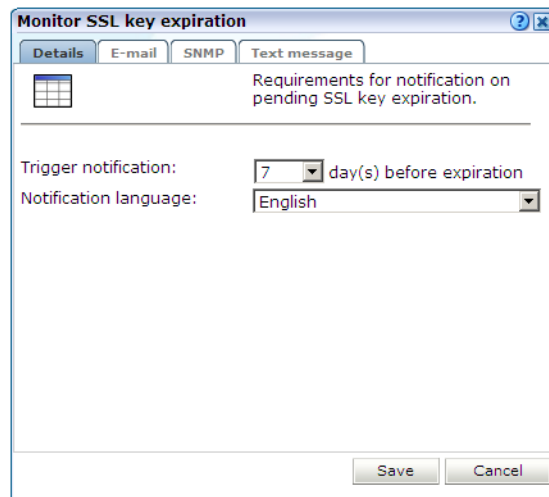 Monitor SSL key expiration
?
Details E-mail SNMP Text message
Requirements for notification on
pending SSL key expiration.
Trigger notification: 7 day(s) before expiration
Notification language: English
Save Cancel